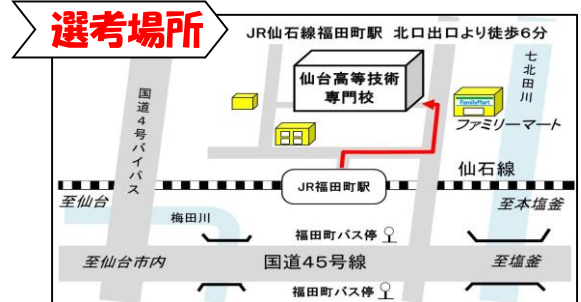 選考場所
JR仙石線福田町駅 北口出口より徒歩6分
仙台高等技術
専門校
七北田川
国道4号バイパス
FamilyMart
ファミリーマート
仙石線
JR福田町駅
至仙台
至本塩釜
梅田川
福田町バス停
至仙台市内
国道45号線
至塩釜
福田町バス停